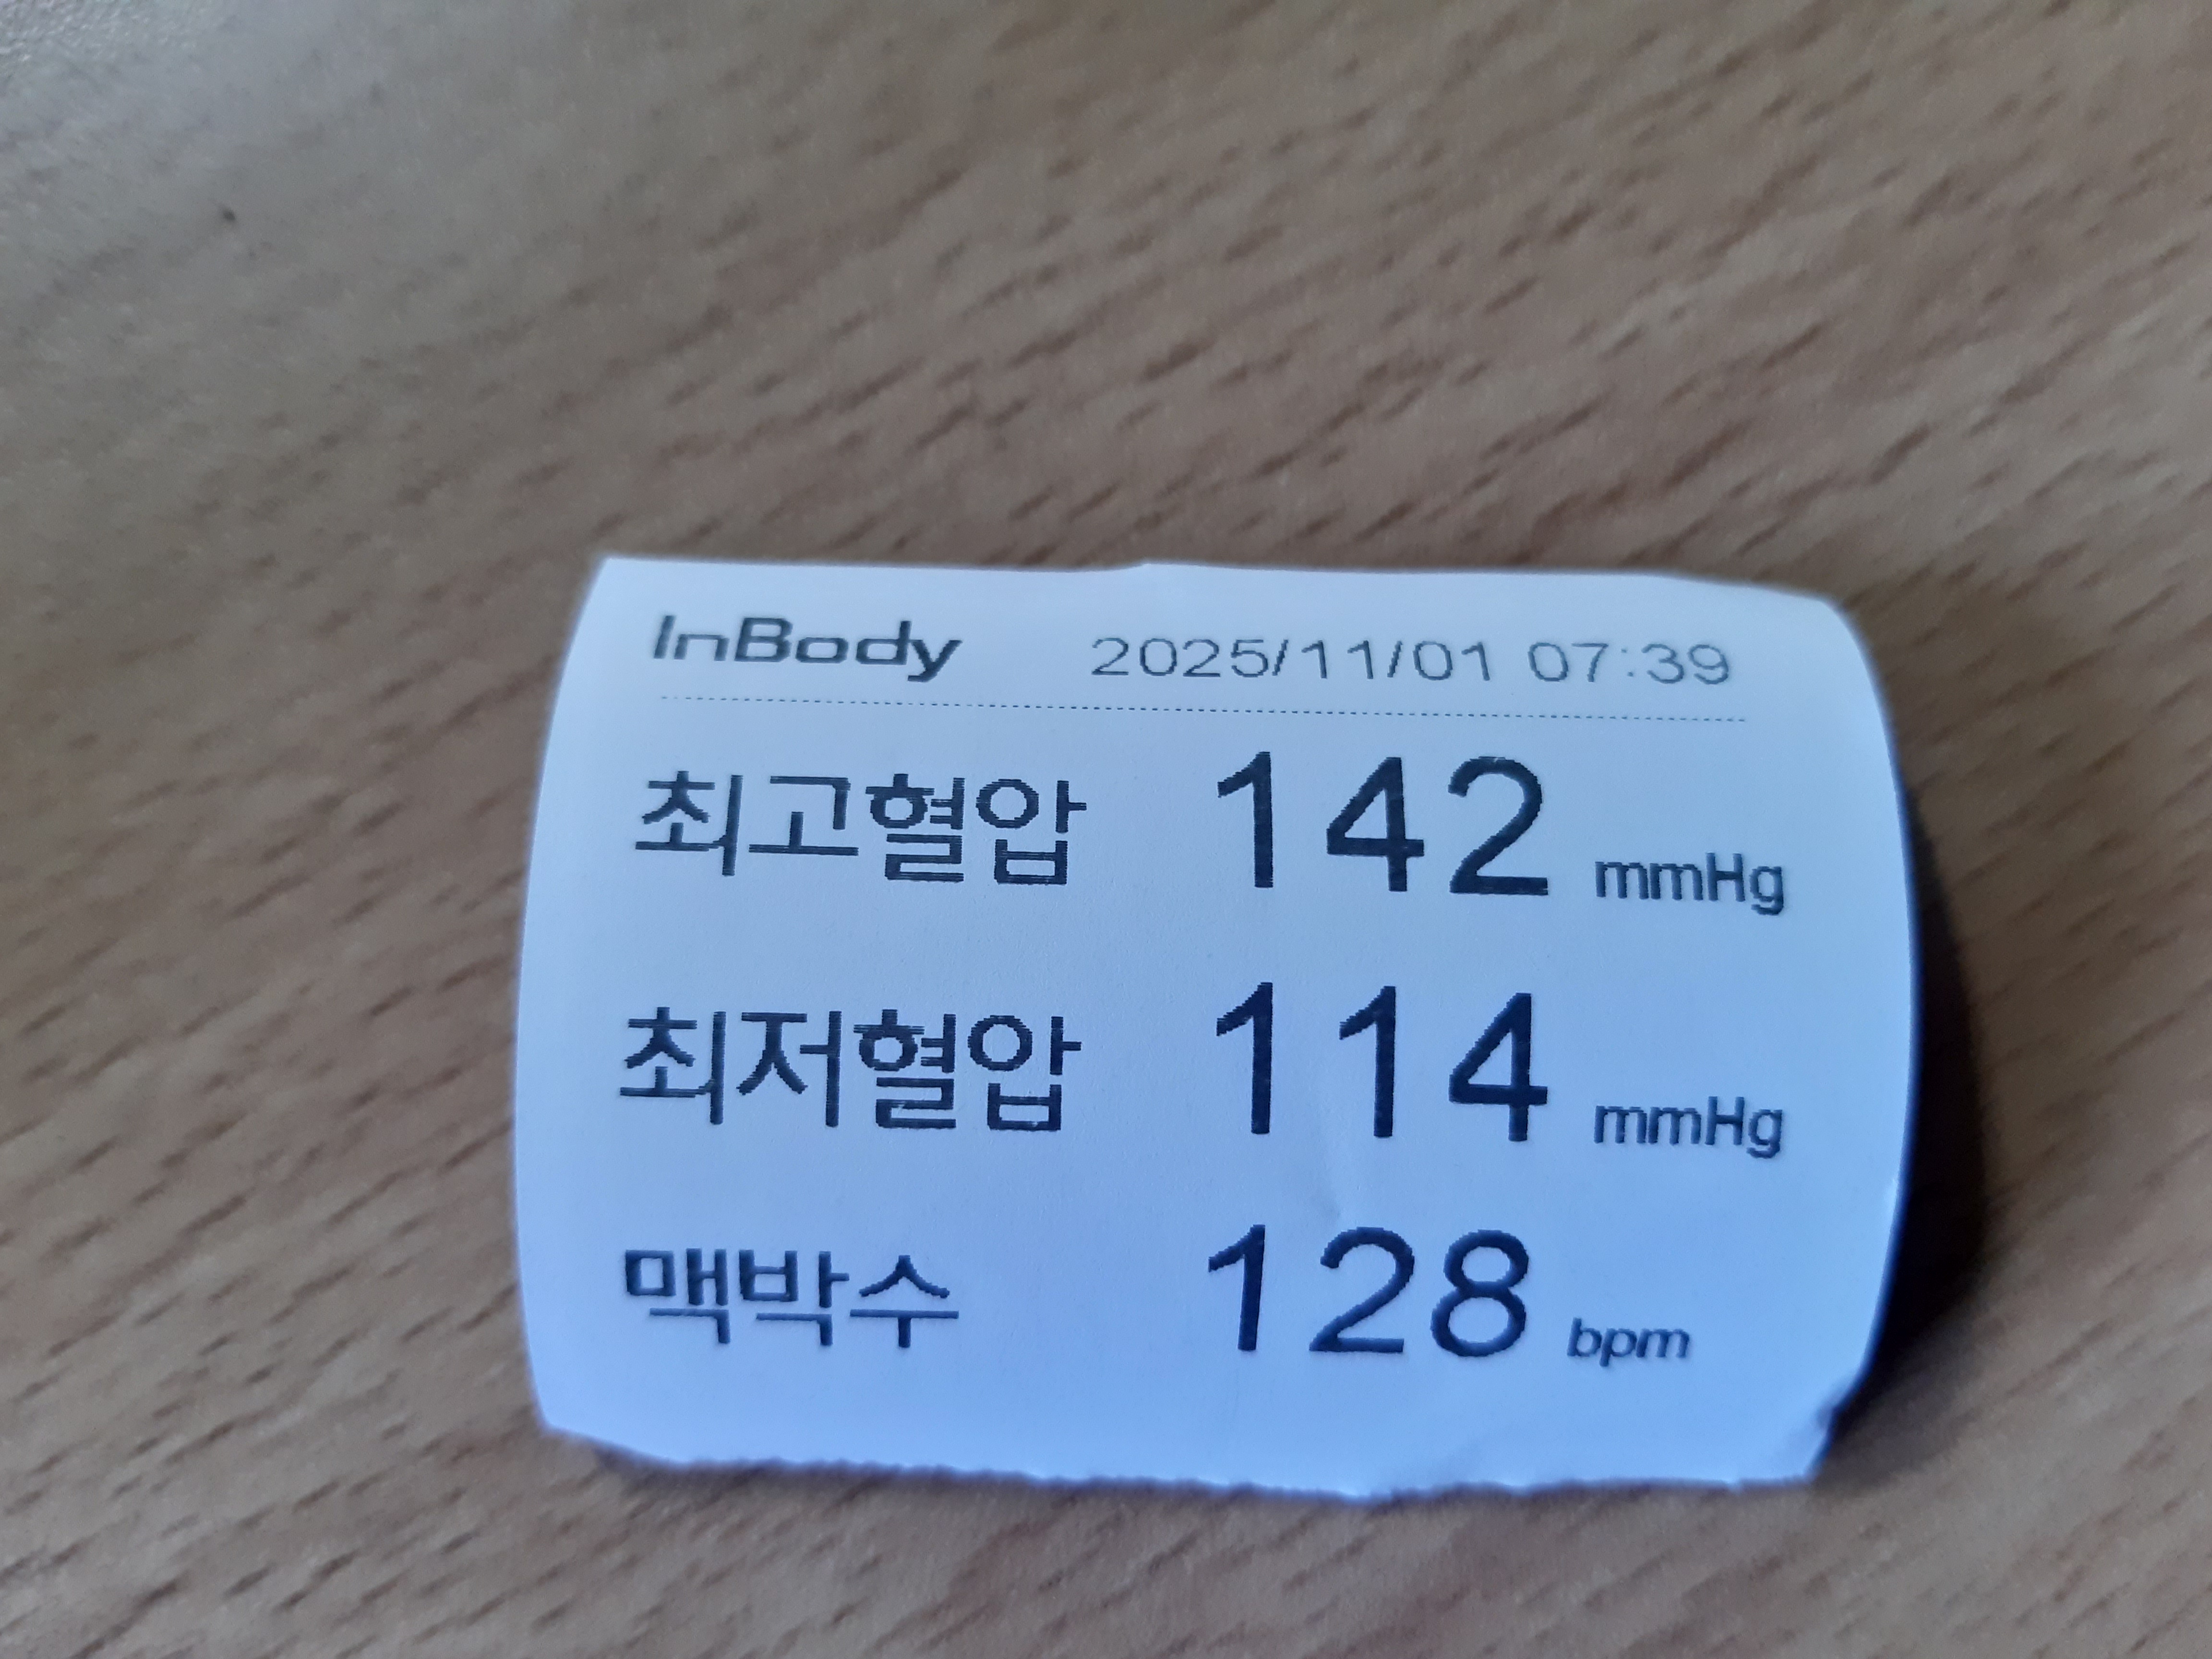 InBody 2025/11/01 07:39
최고혈압 142 mmHg
최저혈압 114 mmHg
맥박수 128 bpm